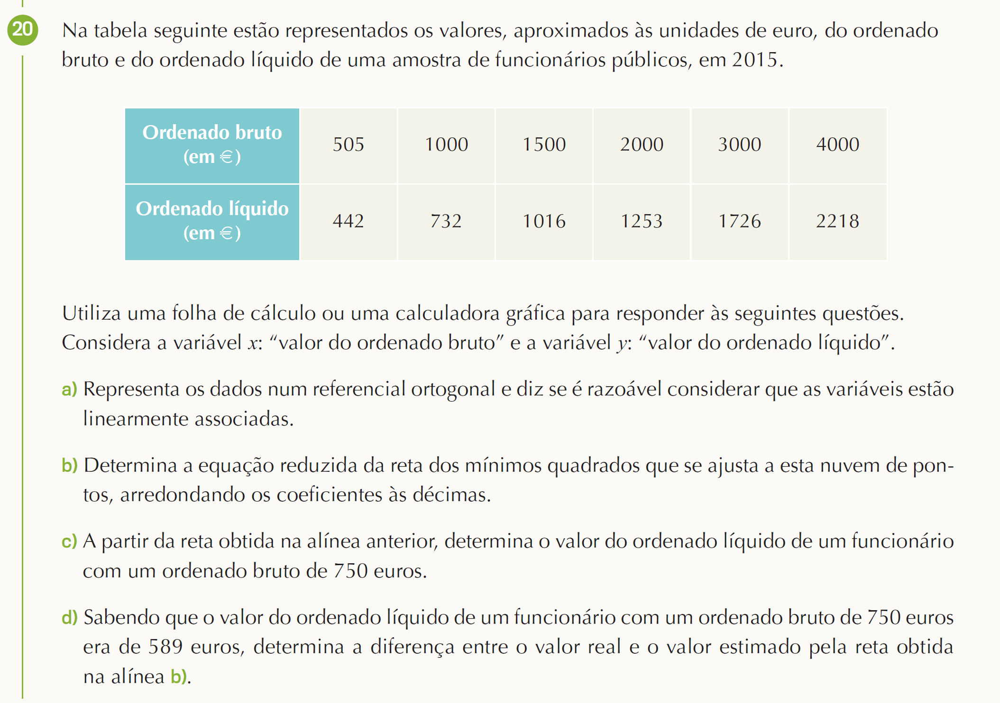 20
Na tabela seguinte estão representados os valores, aproximados às unidades de euro, do ordenado
bruto e do ordenado líquido de uma amostra de funcionários públicos, em 2015.
Ordenado bruto
(em €)
505 1000 1500 2000 3000 4000
Ordenado líquido
(em €)
442 732 1016 1253 1726 2218
Utiliza uma folha de cálculo ou uma calculadora gráfica para responder às seguintes questões.
Considera a variável x: “valor do ordenado bruto” e a variável y: “valor do ordenado líquido”.
a) Representa os dados num referencial ortogonal e diz se é razoável considerar que as variáveis estão
linearmente associadas.
b) Determina a equação reduzida da reta dos mínimos quadrados que se ajusta a esta nuvem de pon-
tos, arredondando os coeficientes às décimas.
c) A partir da reta obtida na alínea anterior, determina o valor do ordenado líquido de um funcionário
com um ordenado bruto de 750 euros.
d) Sabendo que o valor do ordenado líquido de um funcionário com um ordenado bruto de 750 euros
era de 589 euros, determina a diferença entre o valor real e o valor estimado pela reta obtida
na alínea b).